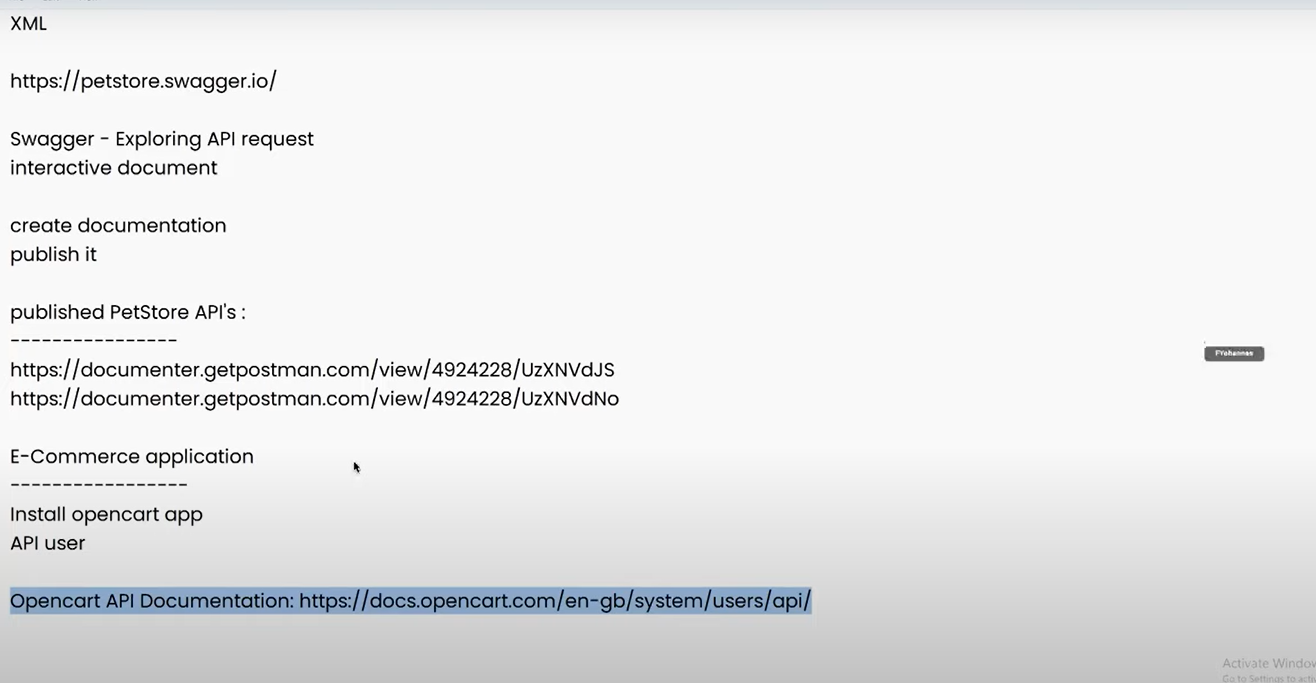 XML
https://petstore.swagger.io/
Swagger - Exploring API request
interactive document
create documentation
publish it
published PetStore API's :
----------------
https://documenter.getpostman.com/view/4924228/UzXNVdJS
https://documenter.getpostman.com/view/4924228/UzXNVdNo
E-Commerce application
-----------------
Install opencart app
API user
Opencart API Documentation: https://docs.opencart.com/en-gb/system/users/api/
FYohannes
Activate Window
Go to Settings to acti